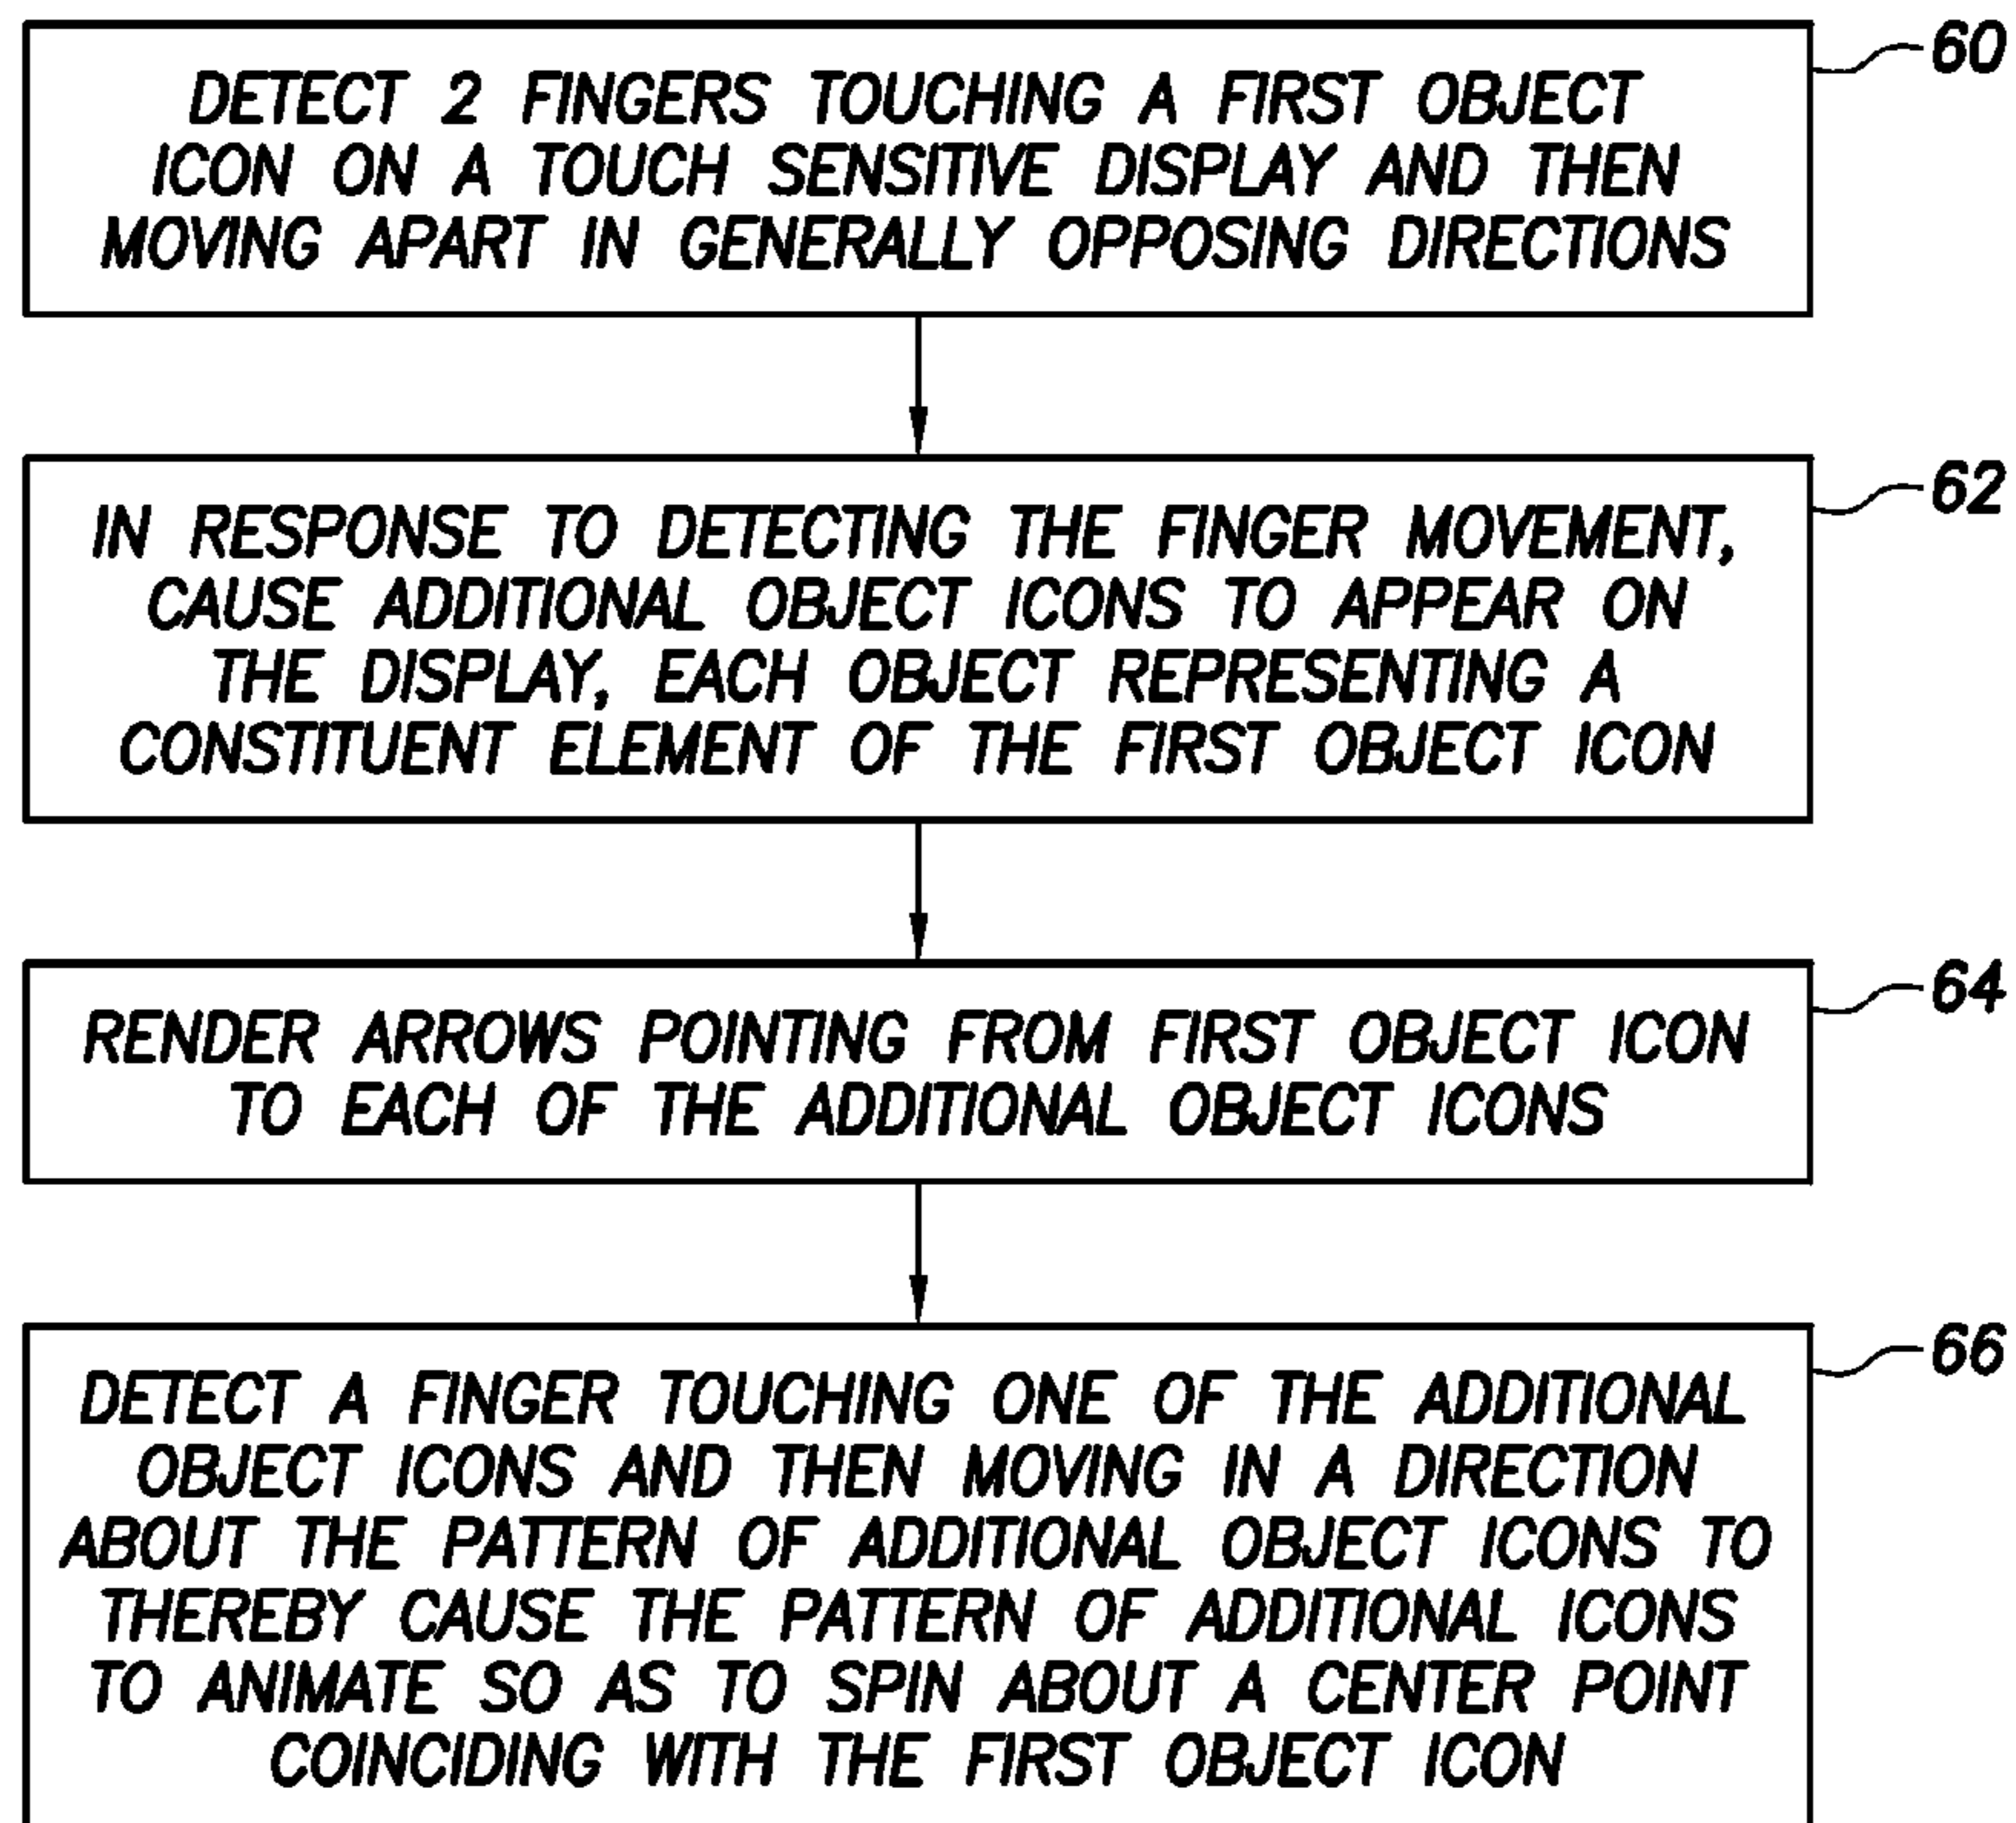 DETECT 2 FINGERS TOUCHING A FIRST OBJECT
ICON ON A TOUCH SENSITIVE DISPLAY AND THEN
MOVING APART IN GENERALLY OPPOSING DIRECTIONS
60
IN RESPONSE TO DETECTING THE FINGER MOVEMENT,
CAUSE ADDITIONAL OBJECT ICONS TO APPEAR ON
THE DISPLAY, EACH OBJECT REPRESENTING A
CONSTITUENT ELEMENT OF THE FIRST OBJECT ICON
62
RENDER ARROWS POINTING FROM FIRST OBJECT ICON
TO EACH OF THE ADDITIONAL OBJECT ICONS
64
DETECT A FINGER TOUCHING ONE OF THE ADDITIONAL
OBJECT ICONS AND THEN MOVING IN A DIRECTION
ABOUT THE PATTERN OF ADDITIONAL OBJECT ICONS TO
THEREBY CAUSE THE PATTERN OF ADDITIONAL ICONS
TO ANIMATE SO AS TO SPIN ABOUT A CENTER POINT
COINCIDING WITH THE FIRST OBJECT ICON
66